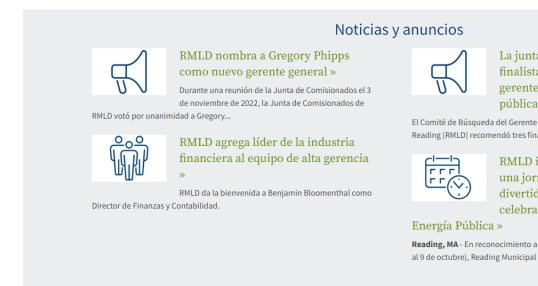 Noticias y anuncios
RMLD nombra a Gregory Phipps
como nuevo gerente general »
Durante una reunión de la Junta de Comisionados el 3
de noviembre de 2022, la Junta de Comisionados de
RMLD votó por unanimidad a Gregory...
RMLD agrega líder de la industria
financiera al equipo de alta gerencia
»
RMLD da la bienvenida a Benjamin Bloomenthal como
Director de Finanzas y Contabilidad.
La junta
finalista
gerente
pública
El Comité de Búsqueda del Gerente
Reading (RMLD) recomendó tres
RMLD
una
celebra
Energía Pública »
Reading, MA - En reconocimiento a
al 9 de octubre), Reading Municipal